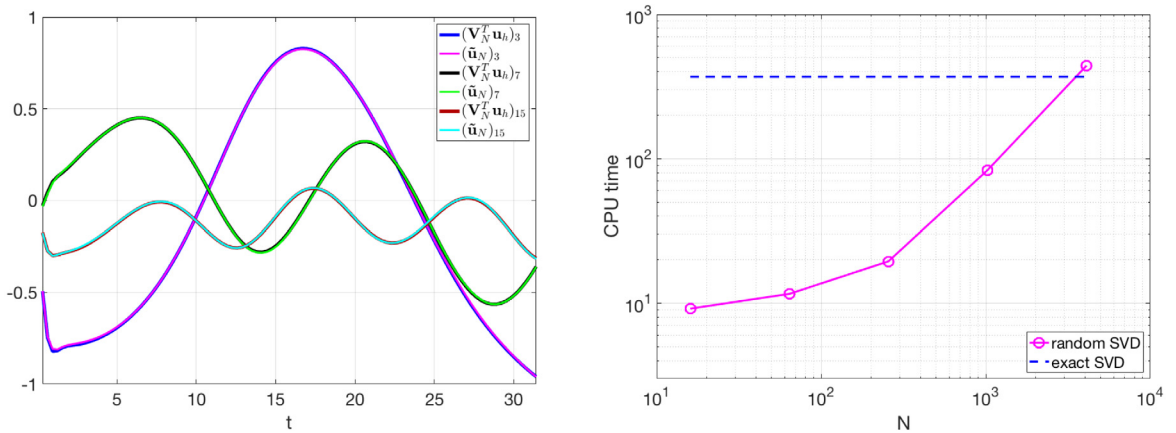 1
0.5
0
-0.5
-1
5
10
15
20
25
30
t
(V_N^T u_h)_3
(ũ_N)_3
(V_N^T u_h)_7
(ũ_N)_7
(V_N^T u_h)_15
(ũ_N)_15
CPU time
10^3
10^2
10^1
10^1
10^2
10^3
10^4
N
random SVD
exact SVD